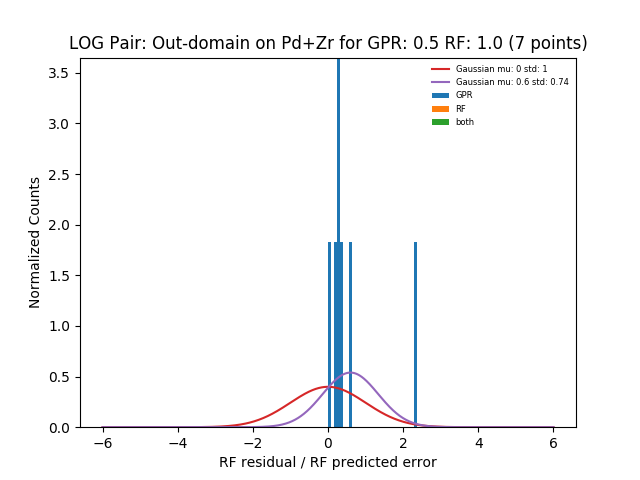 LOG Pair: Out-domain on Pd+Zr for GPR: 0.5 RF: 1.0 (7 points)
Gaussian mu: 0 std: 1
Gaussian mu: 0.6 std: 0.74
GPR
RF
both
Normalized Counts
3.5
3.0
2.5
2.0
1.5
1.0
0.5
0.0
−6 −4 −2 0 2 4 6
RF residual / RF predicted error